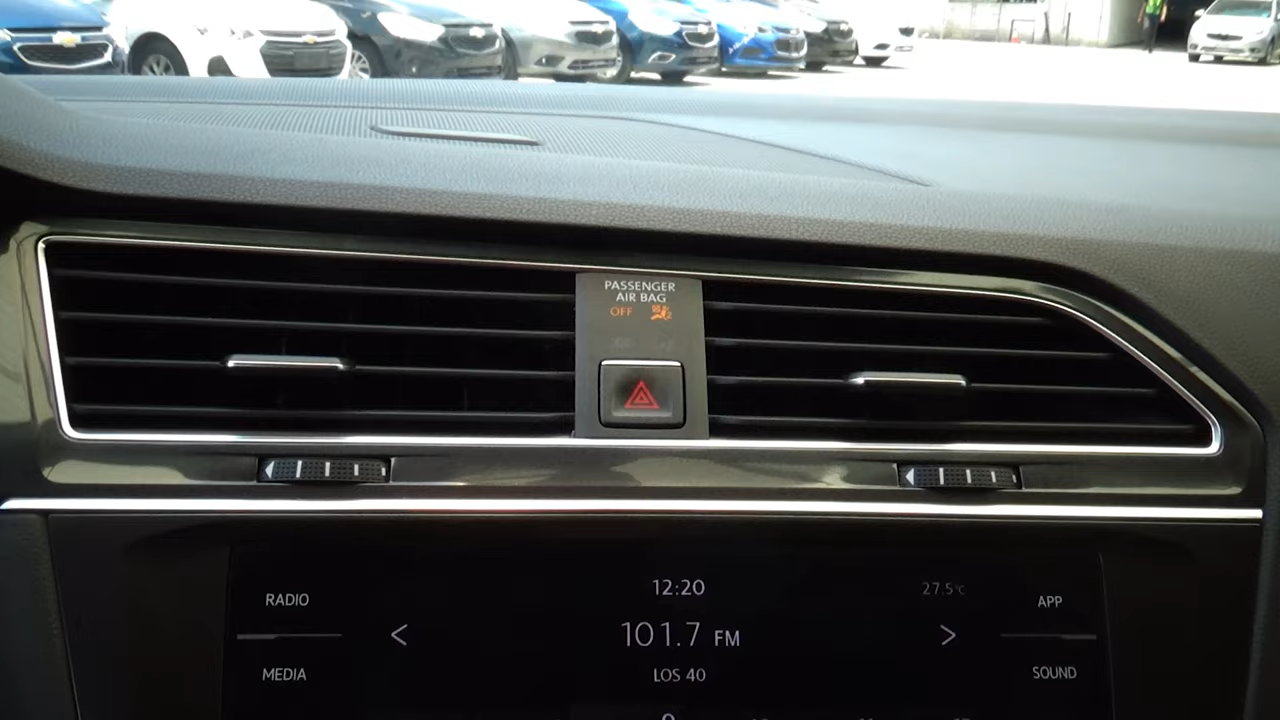 PASSENGER
AIR BAG
OFF
RADIO
12:20
27.5°C
APP
101.7 FM
MEDIA
LOS 40
SOUND